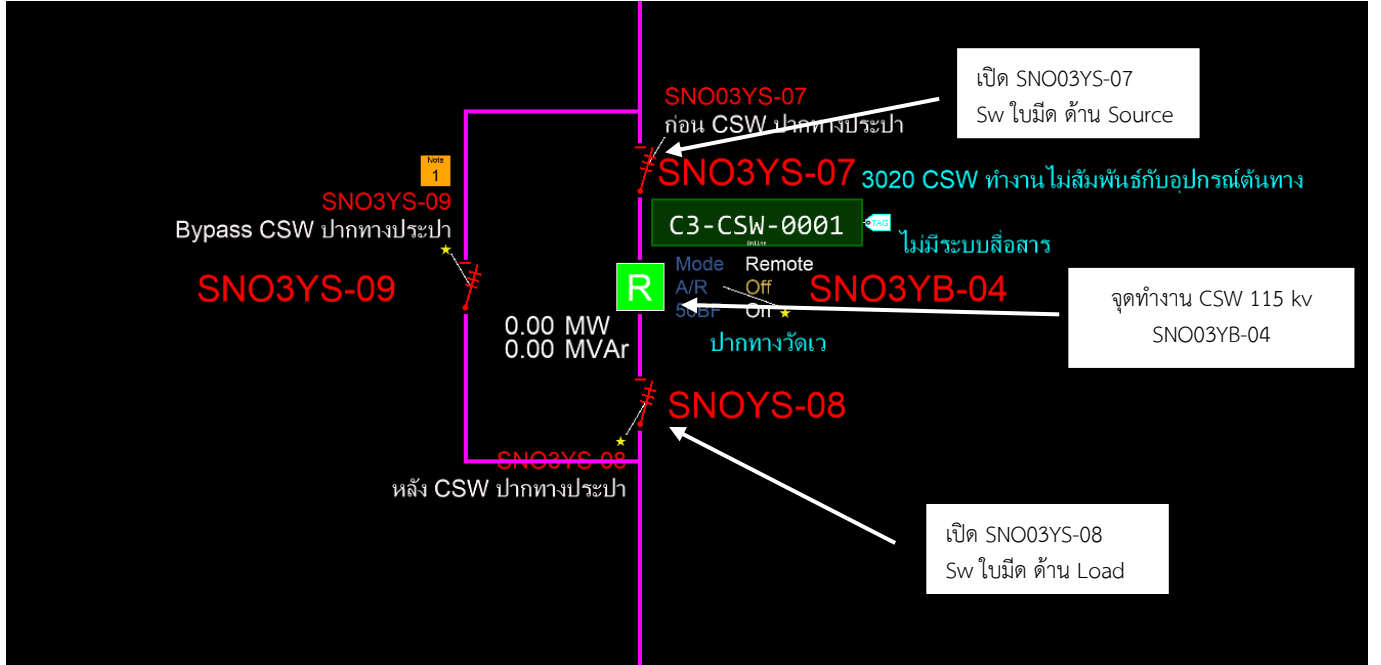 เปิด SNO03YS-07
Sw ใบมีด ด้าน Source
SNO03YS-07
ก่อน CSW ปากทางประปา
SNO3YS-07
3020 CSW ทำงานไม่สัมพันธ์กับอุปกรณ์ต้นทาง
Note
1
SNO3YS-09
Bypass CSW ปากทางประปา
C3-CSW-0001
Online
TAG
ไม่มีระบบสื่อสาร
SNO3YS-09
R
Mode Remote
A/R Off
50BF On
SNO3YB-04
จุดทำงาน CSW 115 kv
SNO03YB-04
0.00 MW
0.00 MVAr
ปากทางวัดเว
SNOYS-08
SNO3YS-08
หลัง CSW ปากทางประปา
เปิด SNO03YS-08
Sw ใบมีด ด้าน Load